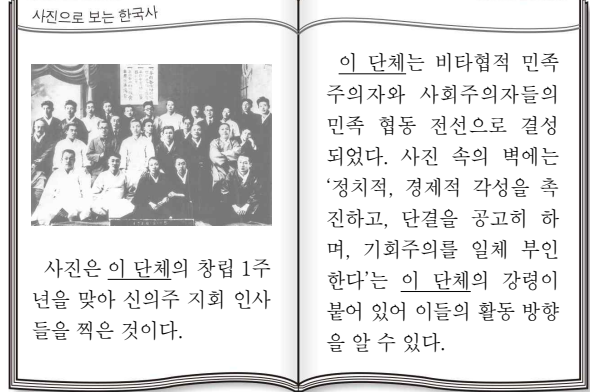 사진으로 보는 한국사
사진은 이 단체의 창립 1주
년을 맞아 신의주 지회 인사
들을 찍은 것이다.
이 단체는 비타협적 민족
주의자와 사회주의자들의
민족 협동 전선으로 결성
되었다. 사진 속의 벽에는
‘정치적, 경제적 각성을 촉
진하고, 단결을 공고히 하
며, 기회주의를 일체 부인
한다’는 이 단체의 강령이
붙어 있어 이들의 활동 방향
을 알 수 있다.